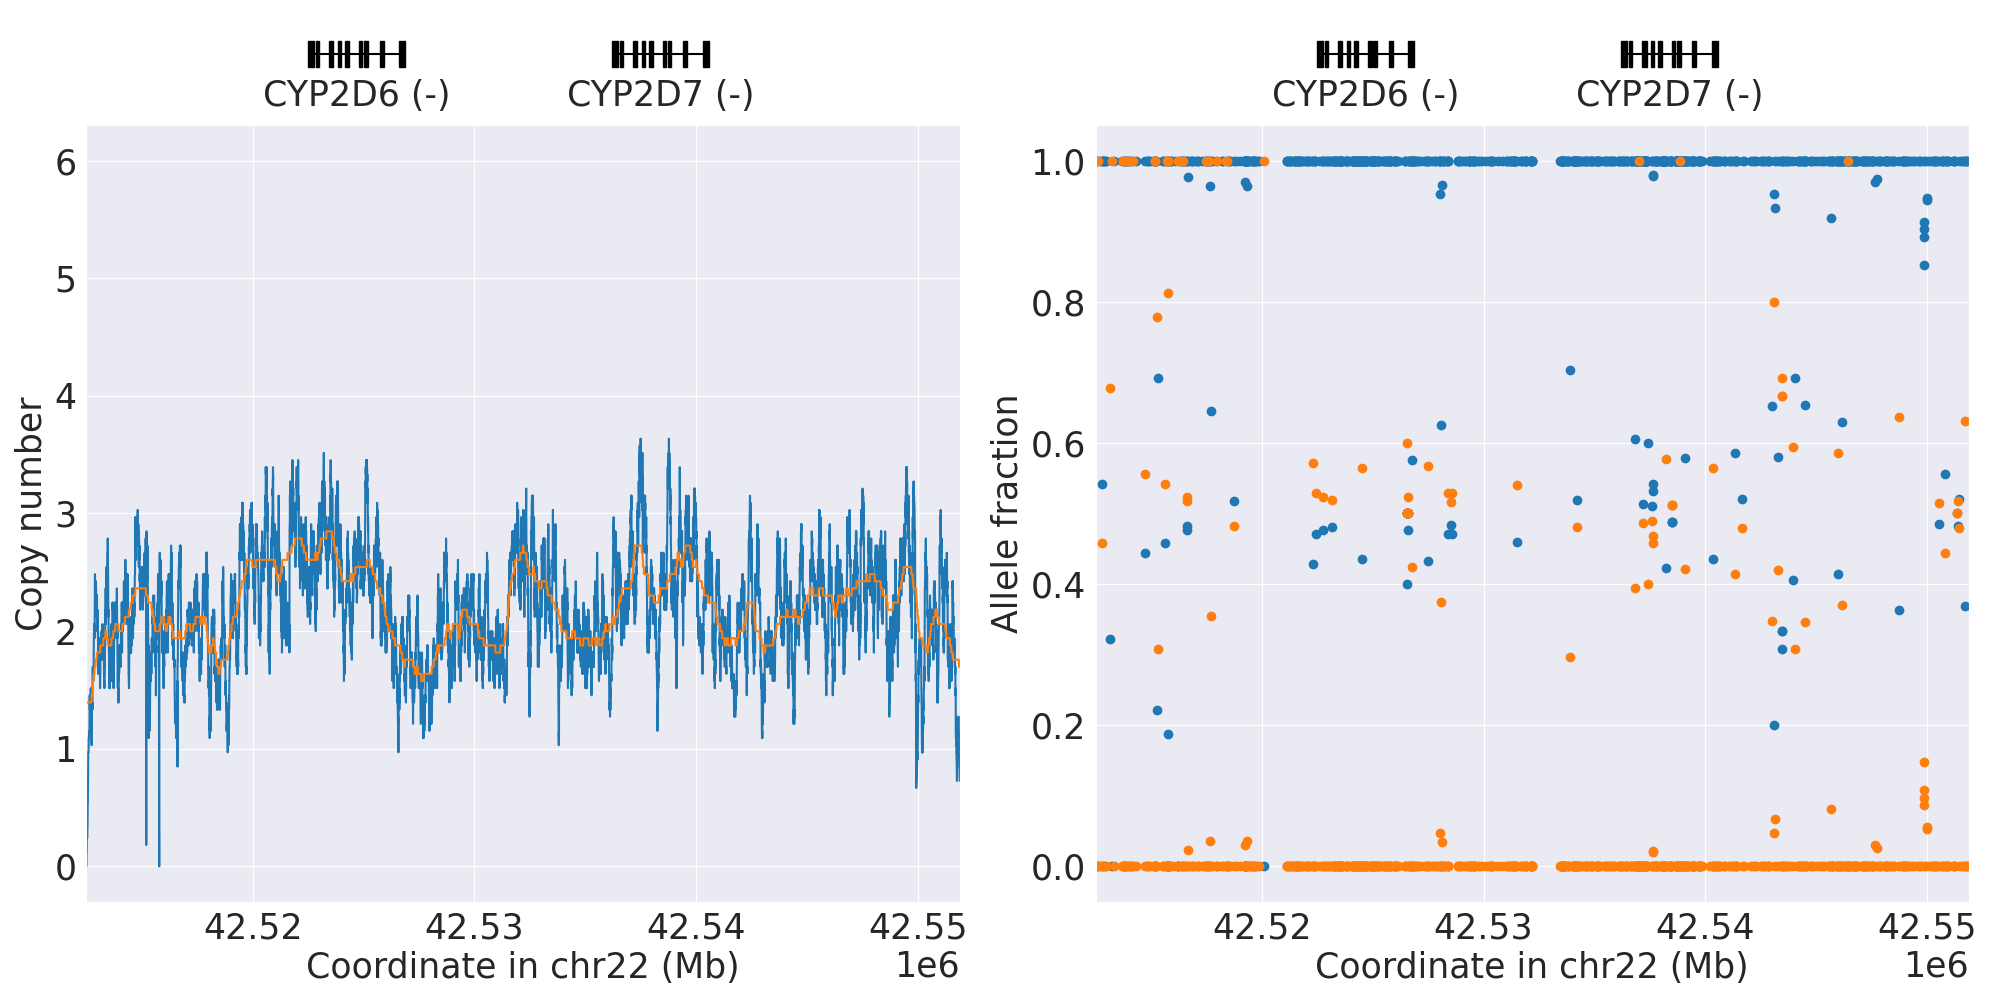 CYP2D6 (-) CYP2D7 (-)
6
5
4
3
2
1
0
Copy number
42.52 42.53 42.54 42.55
1e6
Coordinate in chr22 (Mb)
CYP2D6 (-) CYP2D7 (-)
1.0
0.8
0.6
0.4
0.2
0.0
Allele fraction
42.52 42.53 42.54 42.55
1e6
Coordinate in chr22 (Mb)